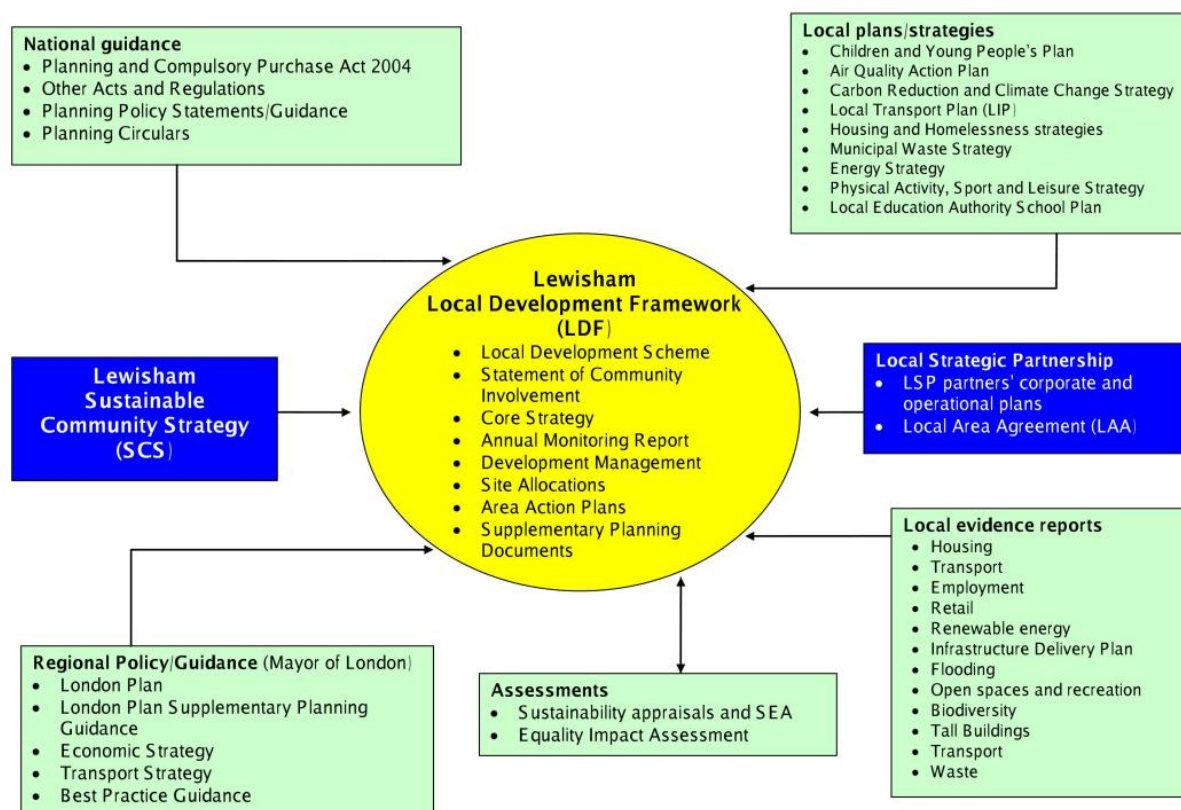 National guidance
• Planning and Compulsory Purchase Act 2004
• Other Acts and Regulations
• Planning Policy Statements/Guidance
• Planning Circulars
Local plans/strategies
• Children and Young People's Plan
• Air Quality Action Plan
• Carbon Reduction and Climate Change Strategy
• Local Transport Plan (LIP)
• Housing and Homelessness strategies
• Municipal Waste Strategy
• Energy Strategy
• Physical Activity, Sport and Leisure Strategy
• Local Education Authority School Plan
Lewisham
Local Development Framework
(LDF)
• Local Development Scheme
• Statement of Community
Involvement
• Core Strategy
• Annual Monitoring Report
• Development Management
• Site Allocations
• Area Action Plans
• Supplementary Planning
Documents
Lewisham
Sustainable
Community Strategy
(SCS)
Local Strategic Partnership
• LSP partners' corporate and
operational plans
• Local Area Agreement (LAA)
Regional Policy/Guidance (Mayor of London)
• London Plan
• London Plan Supplementary Planning
Guidance
• Economic Strategy
• Transport Strategy
• Best Practice Guidance
Assessments
• Sustainability appraisals and SEA
• Equality Impact Assessment
Local evidence reports
• Housing
• Transport
• Employment
• Retail
• Renewable energy
• Infrastructure Delivery Plan
• Flooding
• Open spaces and recreation
• Biodiversity
• Tall Buildings
• Transport
• Waste